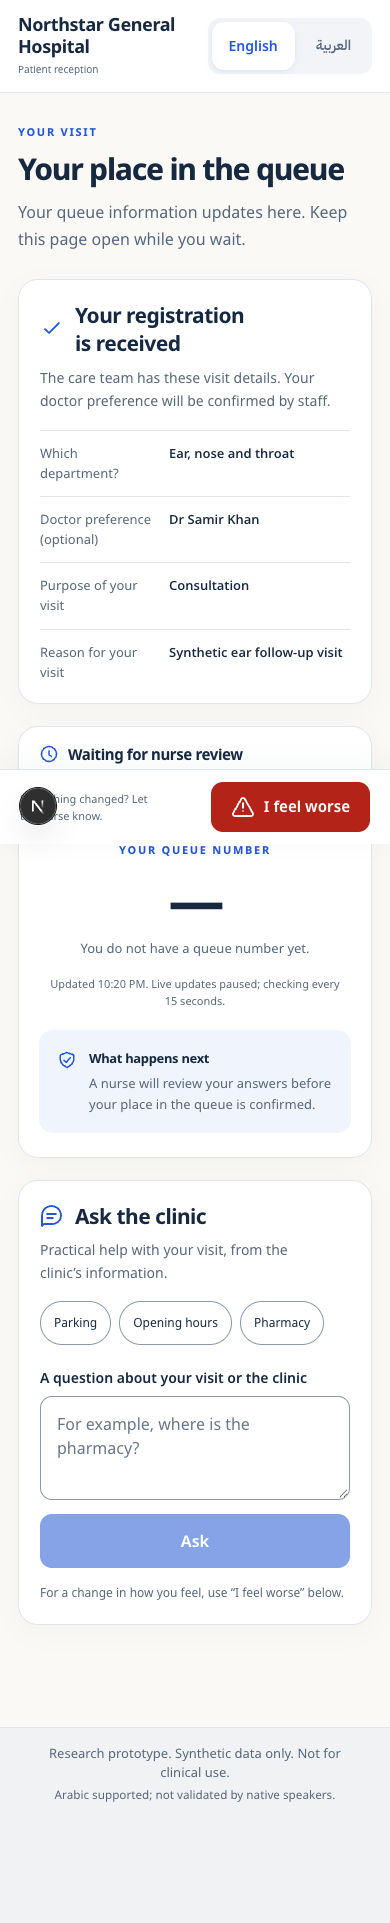 Northstar General
Hospital
Patient reception
English
العربية
YOUR VISIT
Your place in the queue
Your queue information updates here. Keep
this page open while you wait.
Your registration
is received
The care team has these visit details. Your
doctor preference will be confirmed by staff.
Which
department?
Ear, nose and throat
Doctor preference
(optional)
Dr Samir Khan
Purpose of your
visit
Consultation
Reason for your
visit
Synthetic ear follow-up visit
Waiting for nurse review
changed? Let
know.
N
I feel worse
YOUR QUEUE NUMBER
—
You do not have a queue number yet.
Updated 10:20 PM. Live updates paused; checking every
15 seconds.
What happens next
A nurse will review your answers before
your place in the queue is confirmed.
Ask the clinic
Practical help with your visit, from the
clinic’s information.
Parking
Opening hours
Pharmacy
A question about your visit or the clinic
For example, where is the
pharmacy?
Ask
For a change in how you feel, use “I feel worse” below.
Research prototype. Synthetic data only. Not for
clinical use.
Arabic supported; not validated by native speakers.